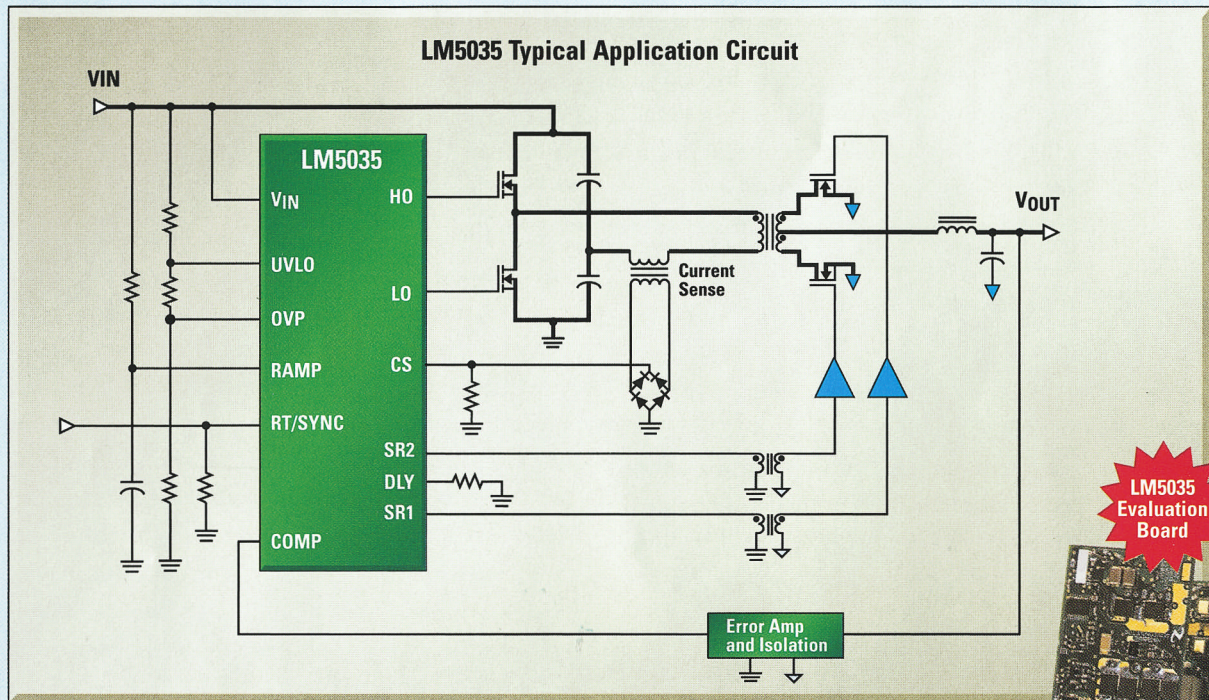 LM5035 Typical Application Circuit
VIN
LM5035
VIN
UVLO
OVP
RAMP
RT/SYNC
COMP
HO
LO
CS
SR2
DLY
SR1
Current
Sense
VOUT
Error Amp
and Isolation
LM5035
Evaluation
Board